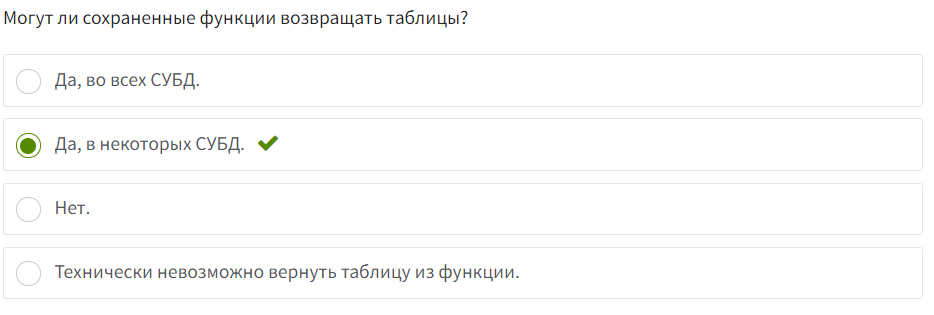 Могут ли сохраненные функции возвращать таблицы?
Да, во всех СУБД.
Да, в некоторых СУБД.
Нет.
Технически невозможно вернуть таблицу из функции.